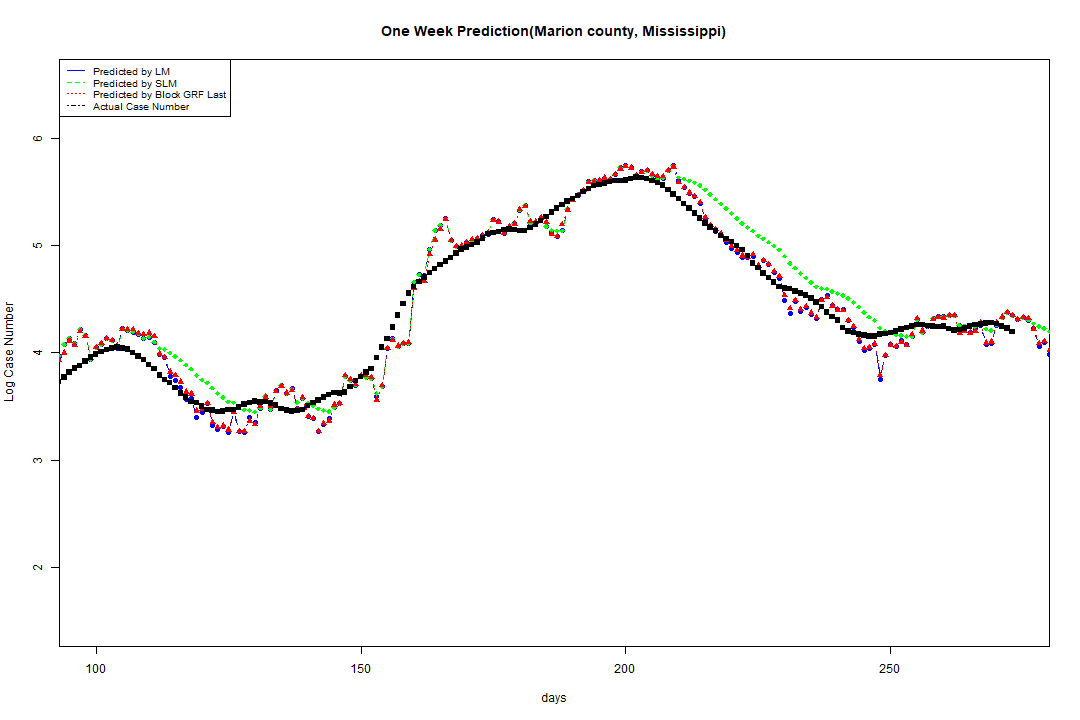 One Week Prediction(Marion county, Mississippi)
Predicted by LM
Predicted by SLM
Predicted by Block GRF Last
Actual Case Number
Log Case Number
6
5
4
3
2
100 150 200 250
days